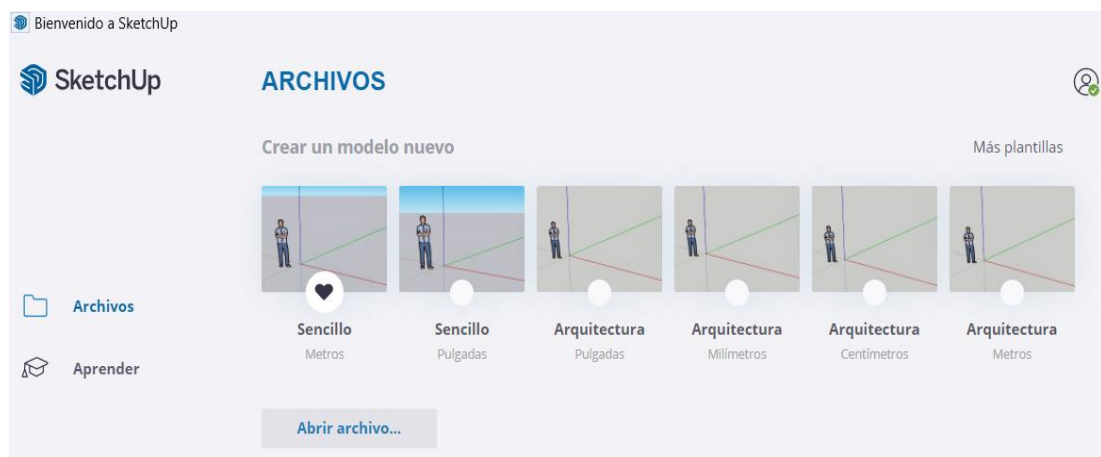 Bienvenido a SketchUp
SketchUp
ARCHIVOS
Crear un modelo nuevo
Más plantillas
Sencillo
Metros
Sencillo
Pulgadas
Arquitectura
Pulgadas
Arquitectura
Milímetros
Arquitectura
Centímetros
Arquitectura
Metros
Archivos
Aprender
Abrir archivo...